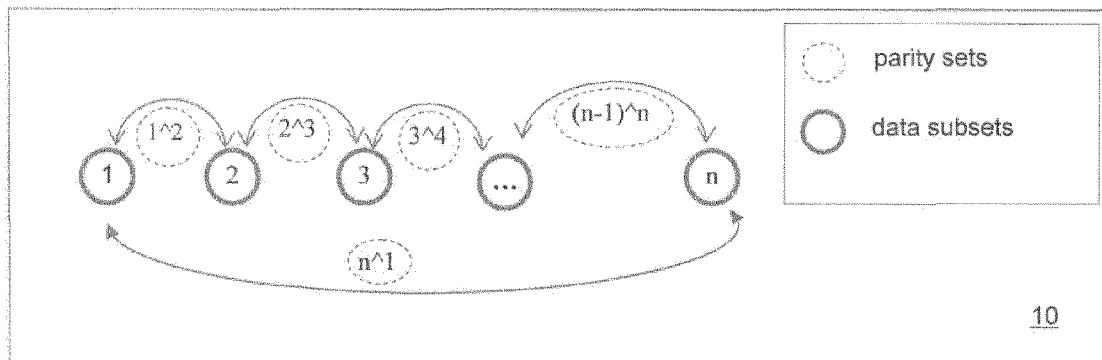 parity sets
data subsets
1^2
2^3
3^4
(n-1)^n
1
2
3
...
n
n^1
10